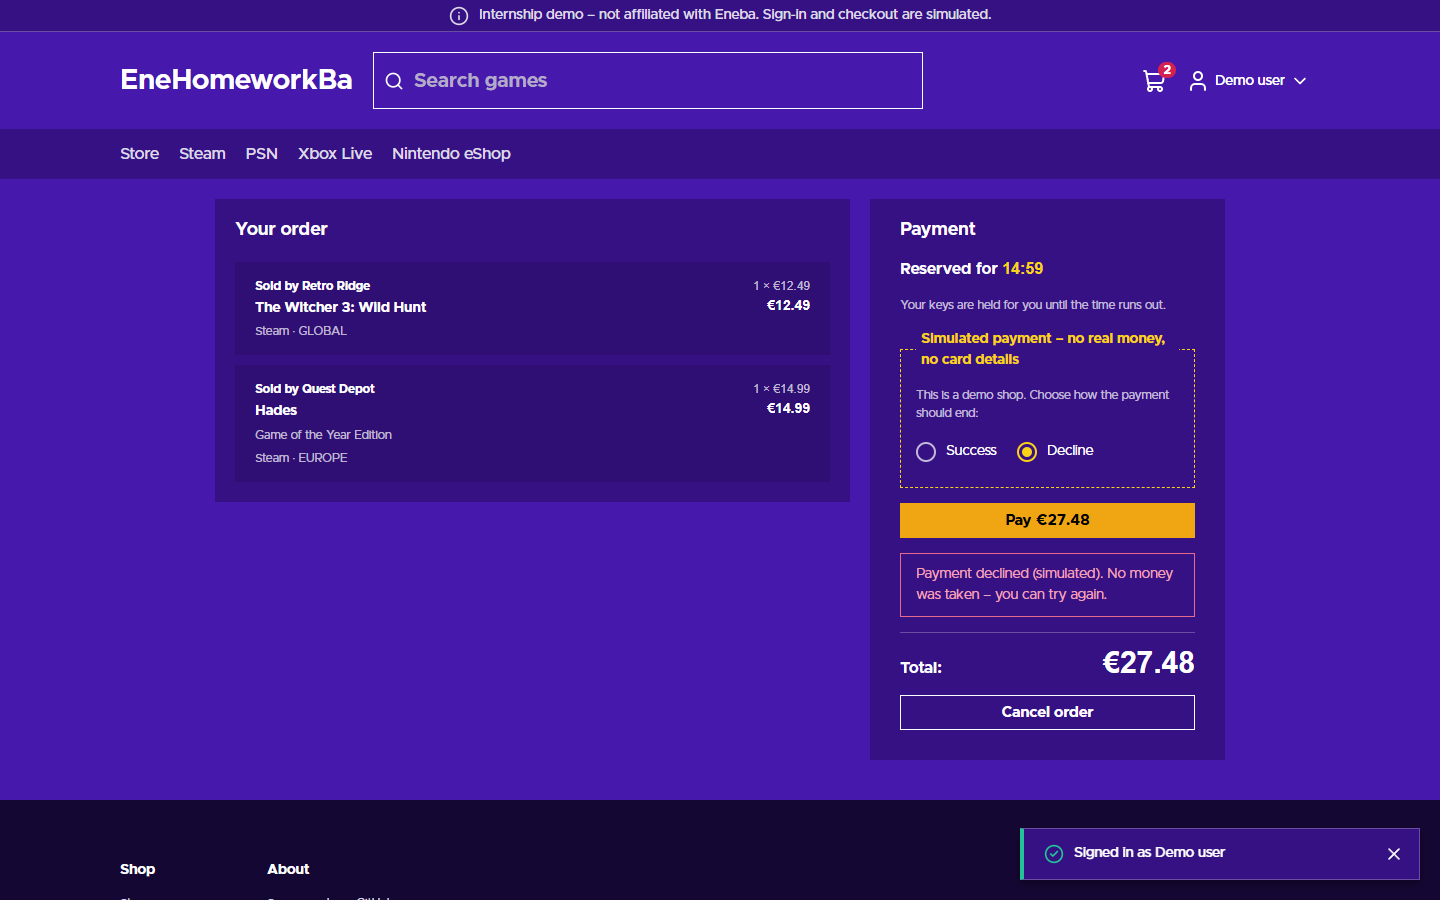 Internship demo – not affiliated with Eneba. Sign-in and checkout are simulated.
EneHomeworkBa
Search games
2
Demo user
Store
Steam
PSN
Xbox Live
Nintendo eShop
Your order
Sold by Retro Ridge
1 × €12.49
The Witcher 3: Wild Hunt
€12.49
Steam · GLOBAL
Sold by Quest Depot
1 × €14.99
Hades
€14.99
Game of the Year Edition
Steam · EUROPE
Payment
Reserved for 14:59
Your keys are held for you until the time runs out.
Simulated payment – no real money,
no card details
This is a demo shop. Choose how the payment
should end:
Success
Decline
Pay €27.48
Payment declined (simulated). No money
was taken – you can try again.
Total:
€27.48
Cancel order
Shop
About
Signed in as Demo user